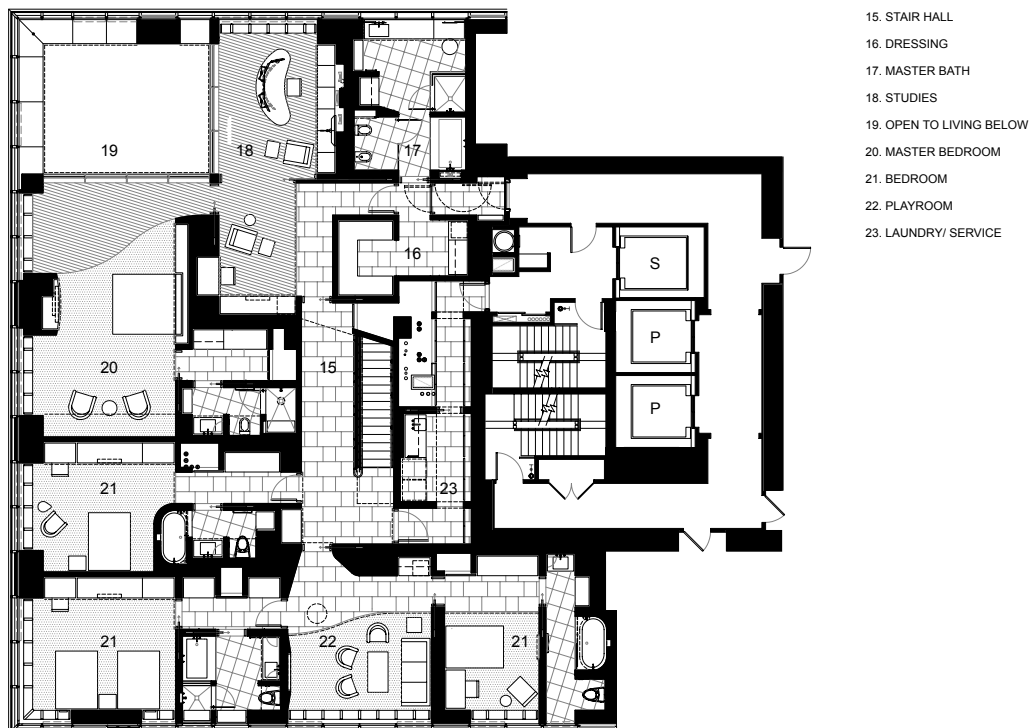 15. STAIR HALL
16. DRESSING
17. MASTER BATH
18. STUDIES
19. OPEN TO LIVING BELOW
20. MASTER BEDROOM
21. BEDROOM
22. PLAYROOM
23. LAUNDRY/ SERVICE
19
18
17
16
S
P
15
20
P
21
23
21
22
21